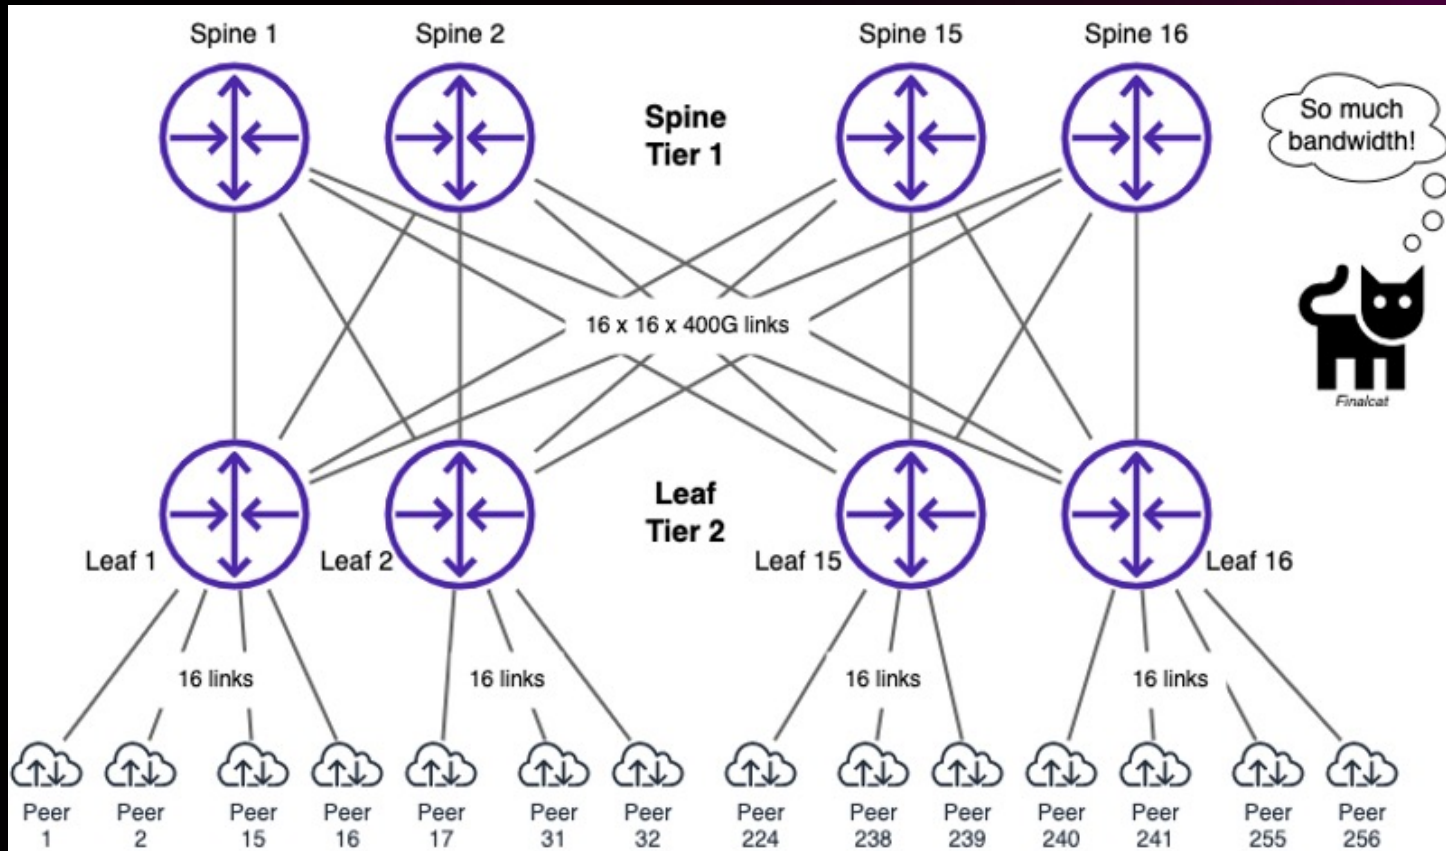 Spine 1
Spine 2
Spine 15
Spine 16
Spine
Tier 1
So much
bandwidth!
16 x 16 x 400G links
Finalcat
Leaf
Tier 2
Leaf 1
Leaf 2
Leaf 15
Leaf 16
16 links
16 links
16 links
16 links
Peer
1
Peer
2
Peer
15
Peer
16
Peer
17
Peer
31
Peer
32
Peer
224
Peer
238
Peer
239
Peer
240
Peer
241
Peer
255
Peer
256